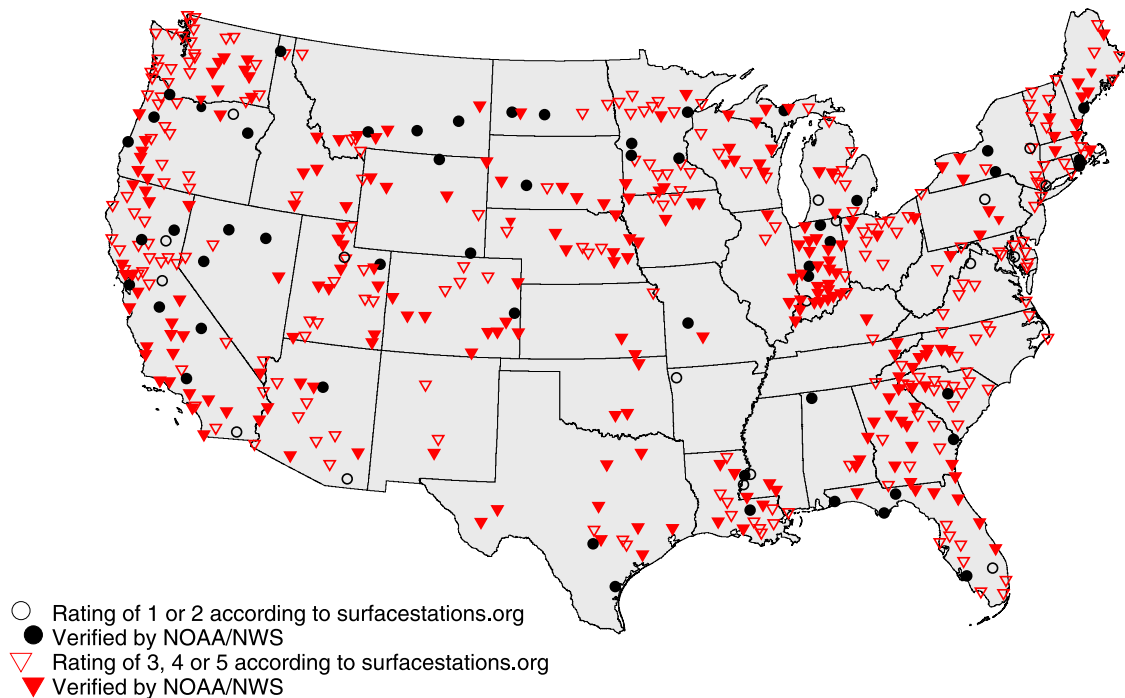 Rating of 1 or 2 according to surfacestations.org
Verified by NOAA/NWS
Rating of 3, 4 or 5 according to surfacestations.org
Verified by NOAA/NWS